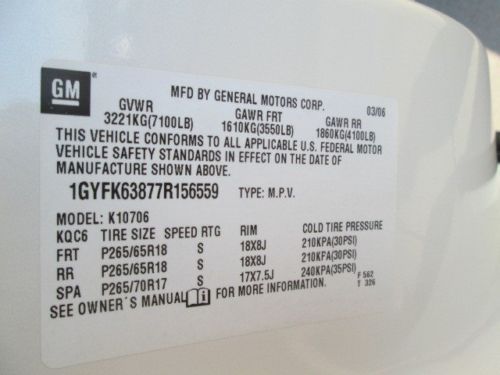 GM
MFD BY GENERAL MOTORS CORP. 03/06
GVWR GAWR FRT GAWR RR
3221KG(7100LB) 1610KG(3550LB) 1860KG(4100LB)
THIS VEHICLE CONFORMS TO ALL APPLICABLE U.S. FEDERAL MOTOR
VEHICLE SAFETY STANDARDS IN EFFECT ON THE DATE OF
MANUFACTURE SHOWN ABOVE.
1GYFK63877R156559 TYPE: M.P.V.
MODEL: K10706
KQC6 TIRE SIZE SPEED RTG RIM COLD TIRE PRESSURE
FRT P265/65R18 S 18X8J 210KPA(30PSI)
RR P265/65R18 S 18X8J 210KPA(30PSI)
SPA P265/70R17 S 17X7.5J 240KPA(35PSI) F 562
SEE OWNER´S MANUAL FOR MORE INFORMATION. T 326